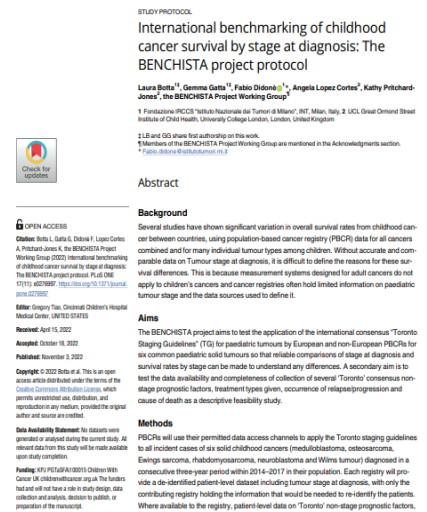 STUDY PROTOCOL
International benchmarking of childhood
cancer survival by stage at diagnosis: The
BENCHISTA project protocol
Laura Botta1‡, Gemma Gatta1‡, Fabio Didonè1*, Angela Lopez Cortes2, Kathy Pritchard-
Jones2, the BENCHISTA Project Working Group¶
1 Fondazione IRCCS "Istituto Nazionale dei Tumori di Milano", INT, Milan, Italy, 2 UCL Great Ormond Street
Institute of Child Health, University College London, London, United Kingdom
‡ LB and GG share first authorship on this work.
¶ Members of the BENCHISTA Project Working Group are mentioned in the Acknowledgments section.
* Fabio.didone@istitutotumori.mi.it
Check for
updates
OPEN ACCESS
Citation: Botta L, Gatta G, Didonè F, Lopez Cortes
A, Pritchard-Jones K, the BENCHISTA Project
Working Group (2022) International benchmarking
of childhood cancer survival by stage at diagnosis:
The BENCHISTA project protocol. PLoS ONE
17(11): e0276997. https://doi.org/10.1371/journal.
pone.0276997
Editor: Gregory Tiao, Cincinnati Children's Hospital
Medical Center, UNITED STATES
Received: April 15, 2022
Accepted: October 18, 2022
Published: November 3, 2022
Copyright: © 2022 Botta et al. This is an open
access article distributed under the terms of the
Creative Commons Attribution License, which
permits unrestricted use, distribution, and
reproduction in any medium, provided the original
author and source are credited.
Data Availability Statement: No datasets were
generated or analysed during the current study. All
relevant data from this study will be made available
upon study completion.
Funding: KPJ Children With
Cancer UK childrenwithcancer.org.uk The funders
had and will not have a role in study design, data
collection and analysis, decision to publish, or
preparation of the manuscript.
Abstract
Background
Several studies have shown significant variation in overall survival rates from childhood can-
cer between countries, using population-based cancer registry (PBCR) data for all cancers
combined and for many individual tumour types among children. Without accurate and com-
parable data on Tumour stage at diagnosis, it is difficult to define the reasons for these sur-
vival differences. This is because measurement systems designed for adult cancers do not
apply to children's cancers and cancer registries often hold limited information on paediatric
tumour stage and the data sources used to define it.
Aims
The BENCHISTA project aims to test the application of the international consensus "Toronto
Staging Guidelines" (TG) for paediatric tumours by European and non-European PBCRs for
six common paediatric solid tumours so that reliable comparisons of stage at diagnosis and
survival rates by stage can be made to understand any differences. A secondary aim is to
test the data availability and completeness of collection of several 'Toronto' consensus non-
stage prognostic factors, treatment types given, occurrence of relapse/progression and
cause of death as a descriptive feasibility study.
Methods
PBCRs will use their permitted data access channels to apply the Toronto staging guidelines
to all incident cases of six solid childhood cancers (medulloblastoma, osteosarcoma,
Ewings sarcoma, rhabdomyosarcoma, neuroblastoma and Wilms tumour) diagnosed in a
consecutive three-year period within 2014–2017 in their population. Each registry will pro-
vide a de-identified patient-level dataset including tumour stage at diagnosis, with only the
contributing registry holding the information that would be needed to re-identify the patients.
Where available to the registry, patient-level data on 'Toronto' non-stage prognostic factors,